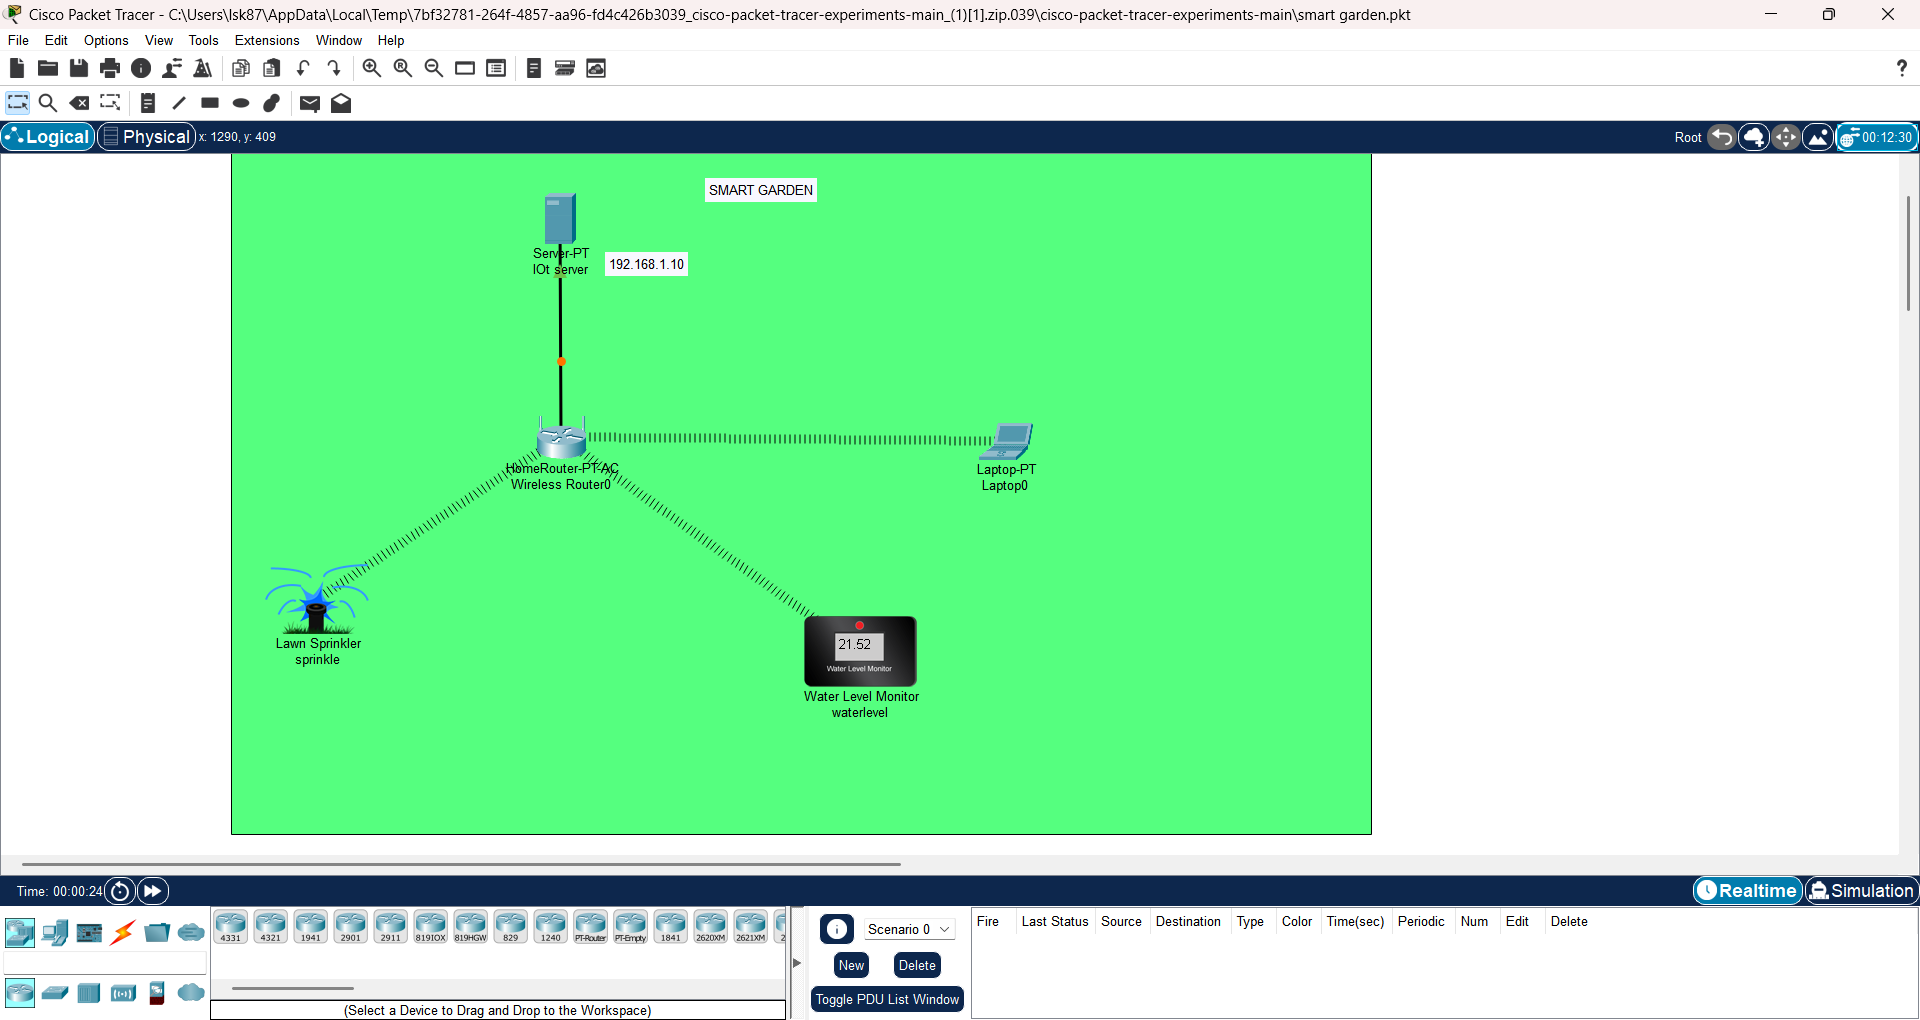 Cisco Packet Tracer - C:\Users\lsk87\AppData\Local\Temp\7bf32781-264f-4857-aa96-fd4c426b3039_cisco-packet-tracer-experiments-main_(1)[1].zip.039\cisco-packet-tracer-experiments-main\smart garden.pkt
File Edit Options View Tools Extensions Window Help
?
Logical Physical x: 1290, y: 409 Root 00:12:30
SMART GARDEN
Server-PT
IOt server
192.168.1.10
HomeRouter-PT-AC
Wireless Router0
Laptop-PT
Laptop0
Lawn Sprinkler
sprinkle
21.52
Water Level Monitor
Water Level Monitor
waterlevel
Time: 00:00:24 Realtime Simulation
4331 4321 1941 2901 2911 819IOX 819HGW 829 1240 PT-Router PT-Empty 1841 2620XM 2621XM 2
(Select a Device to Drag and Drop to the Workspace)
Scenario 0
New Delete
Toggle PDU List Window
Fire Last Status Source Destination Type Color Time(sec) Periodic Num Edit Delete